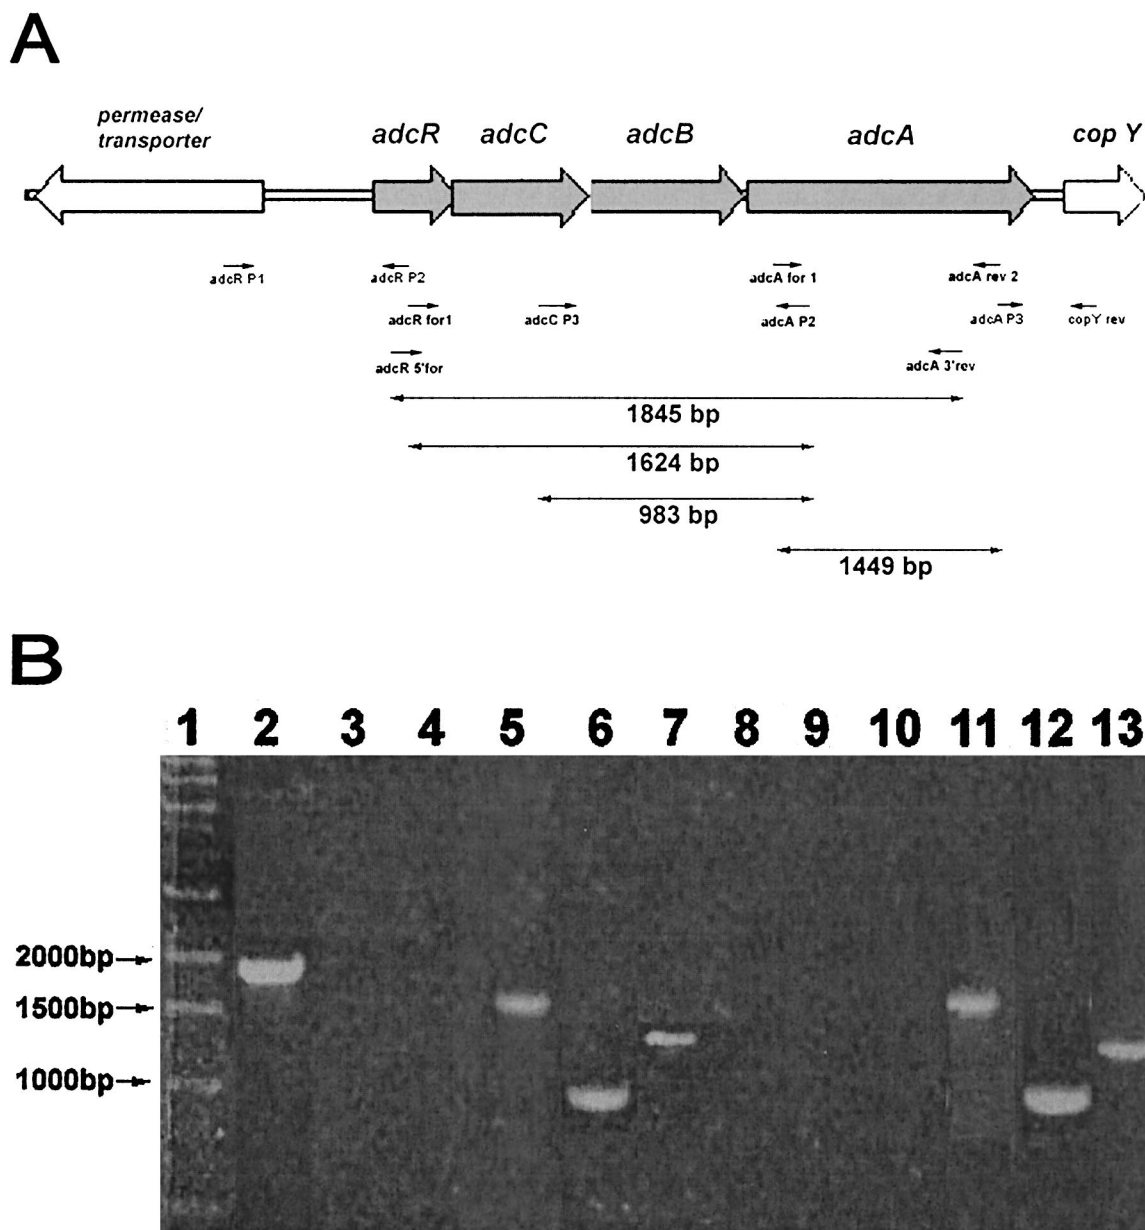 A
permease/
transporter
adcR
adcC
adcB
adcA
cop Y
adcR P1
adcR P2
adcA for 1
adcA rev 2
adcR for1
adcC P3
adcA P2
adcA P3
copY rev
adcR 5'for
adcA 3'rev
1845 bp
1624 bp
983 bp
1449 bp
B
1 2 3 4 5 6 7 8 9 10 11 12 13
2000bp
1500bp
1000bp